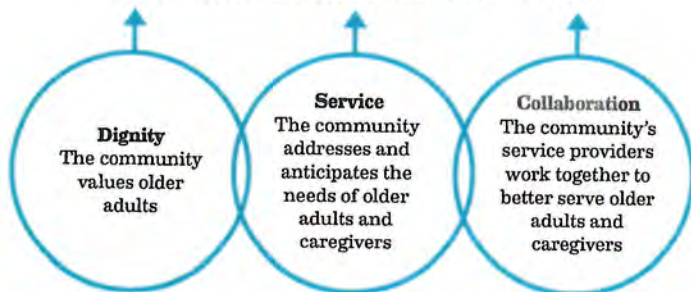 Dignity
The community
values older
adults
Service
The community
addresses and
anticipates the
needs of older
adults and
caregivers
Collaboration
The community's
service providers
work together to
better serve older
adults and
caregivers